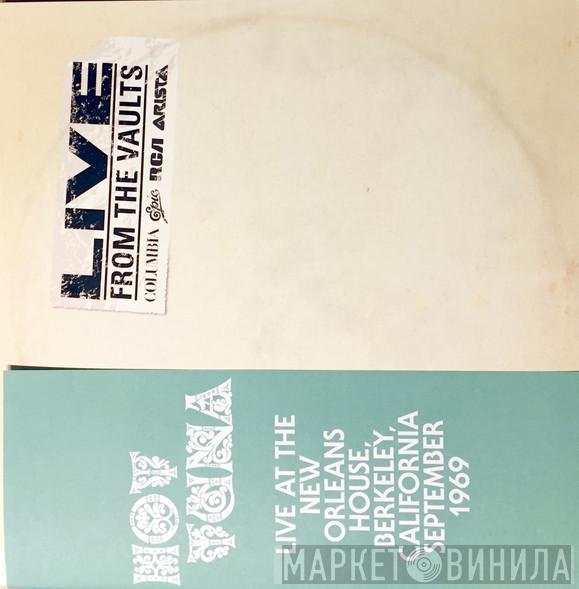 LIVE
FROM THE VAULTS
COLUMBIA Epic RCA ARISTA
HOT
TUNA
LIVE AT THE
NEW
ORLEANS
HOUSE,
BERKELEY,
CALIFORNIA
SEPTEMBER
1969
МАРКЕТ ВИНИЛА